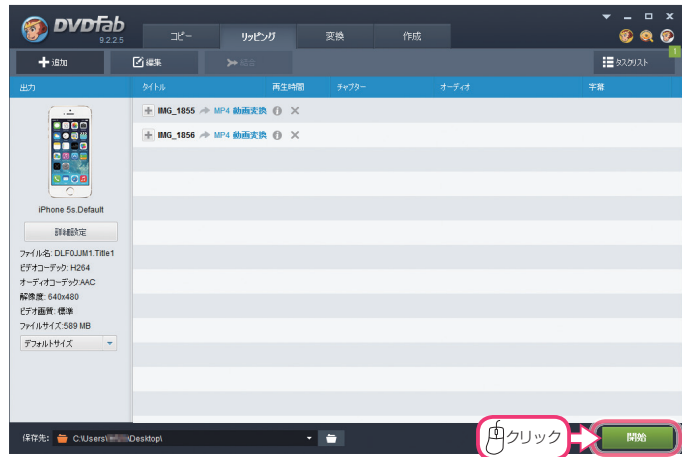 DVDFab
9.2.2.5
コピー リッピング 変換 作成
追加 編集 結合 タスクリスト 1
出力 タイトル 再生時間 チャプター オーディオ 字幕
IMG_1855 MP4 動画変換
IMG_1856 MP4 動画変換
iPhone 5s.Default
詳細設定
ファイル名: DLF0JJM1.Title1
ビデオコーデック: H264
オーディオコーデック:AAC
解像度: 640x480
ビデオ画質: 標準
ファイルサイズ:589 MB
デフォルトサイズ
保存先: C:\Users\ \Desktop\
クリック 開始